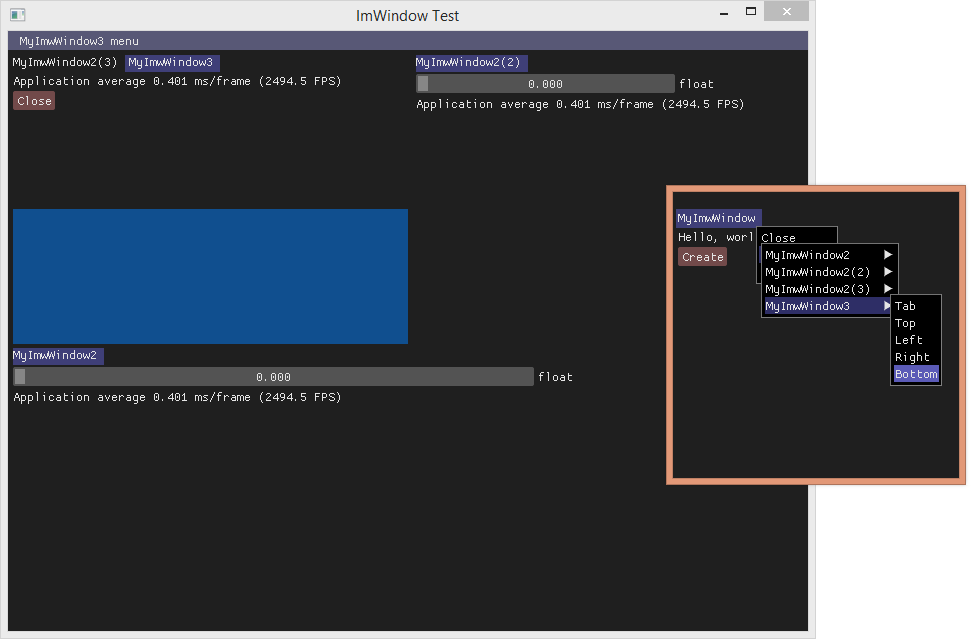 ImWindow Test
MyImwWindow3 menu
MyImwWindow2(3) MyImwWindow3
Application average 0.401 ms/frame (2494.5 FPS)
Close
MyImwWindow2(2)
0.000 float
Application average 0.401 ms/frame (2494.5 FPS)
MyImwWindow2
0.000 float
Application average 0.401 ms/frame (2494.5 FPS)
MyImwWindow
Hello, worl
Create
Close
MyImwWindow2
MyImwWindow2(2)
MyImwWindow2(3)
MyImwWindow3
Tab
Top
Left
Right
Bottom